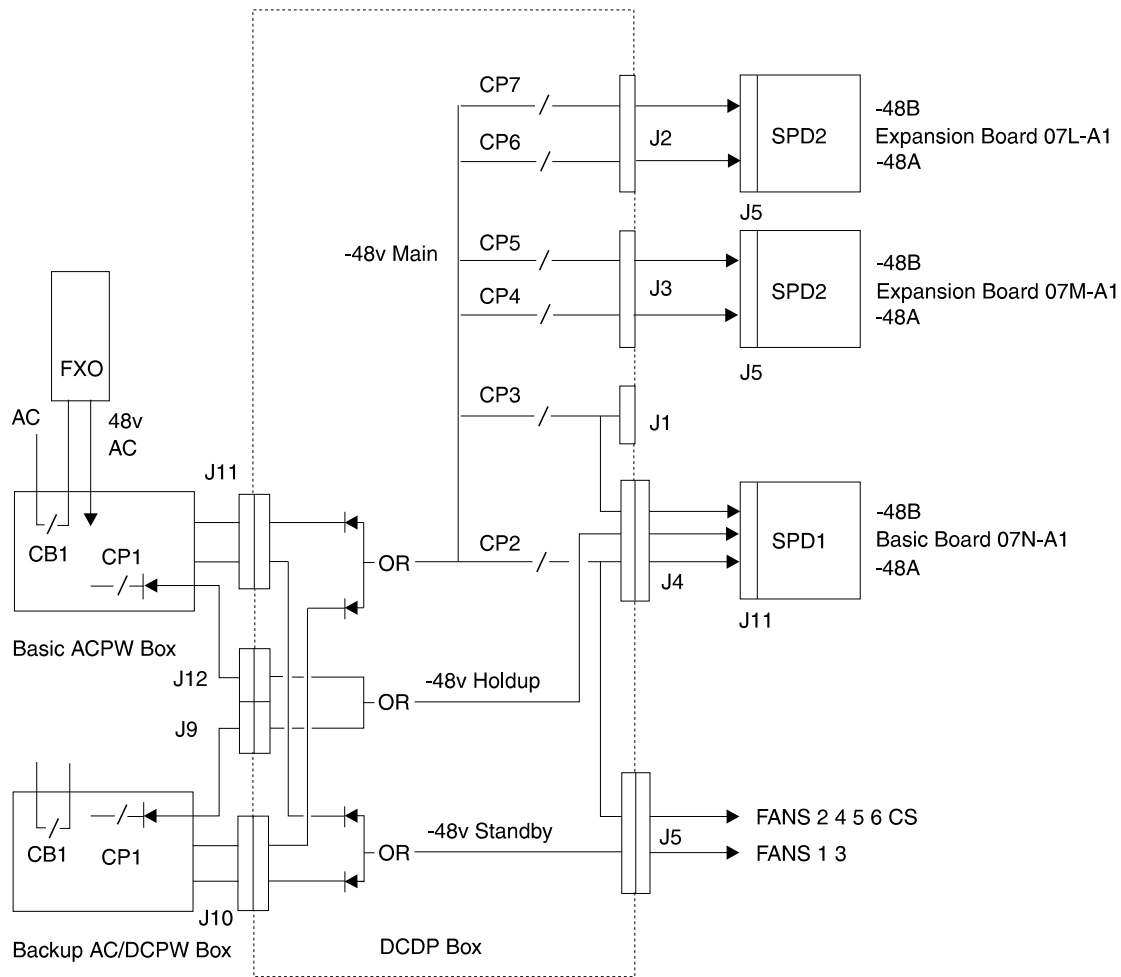 CP7
-48B
CP6
J2
SPD2
Expansion Board 07L-A1
-48A
J5
CP5
-48v Main
-48B
J3
SPD2
Expansion Board 07M-A1
CP4
-48A
FXO
J5
CP3
AC
48v
AC
J1
J11
-48B
CB1
CP1
OR
CP2
SPD1
Basic Board 07N-A1
-48A
J4
J11
Basic ACPW Box
J12
-48v Holdup
OR
J9
FANS 2 4 5 6 CS
CB1
CP1
-48v Standby
J5
OR
FANS 1 3
J10
Backup AC/DCPW Box
DCDP Box